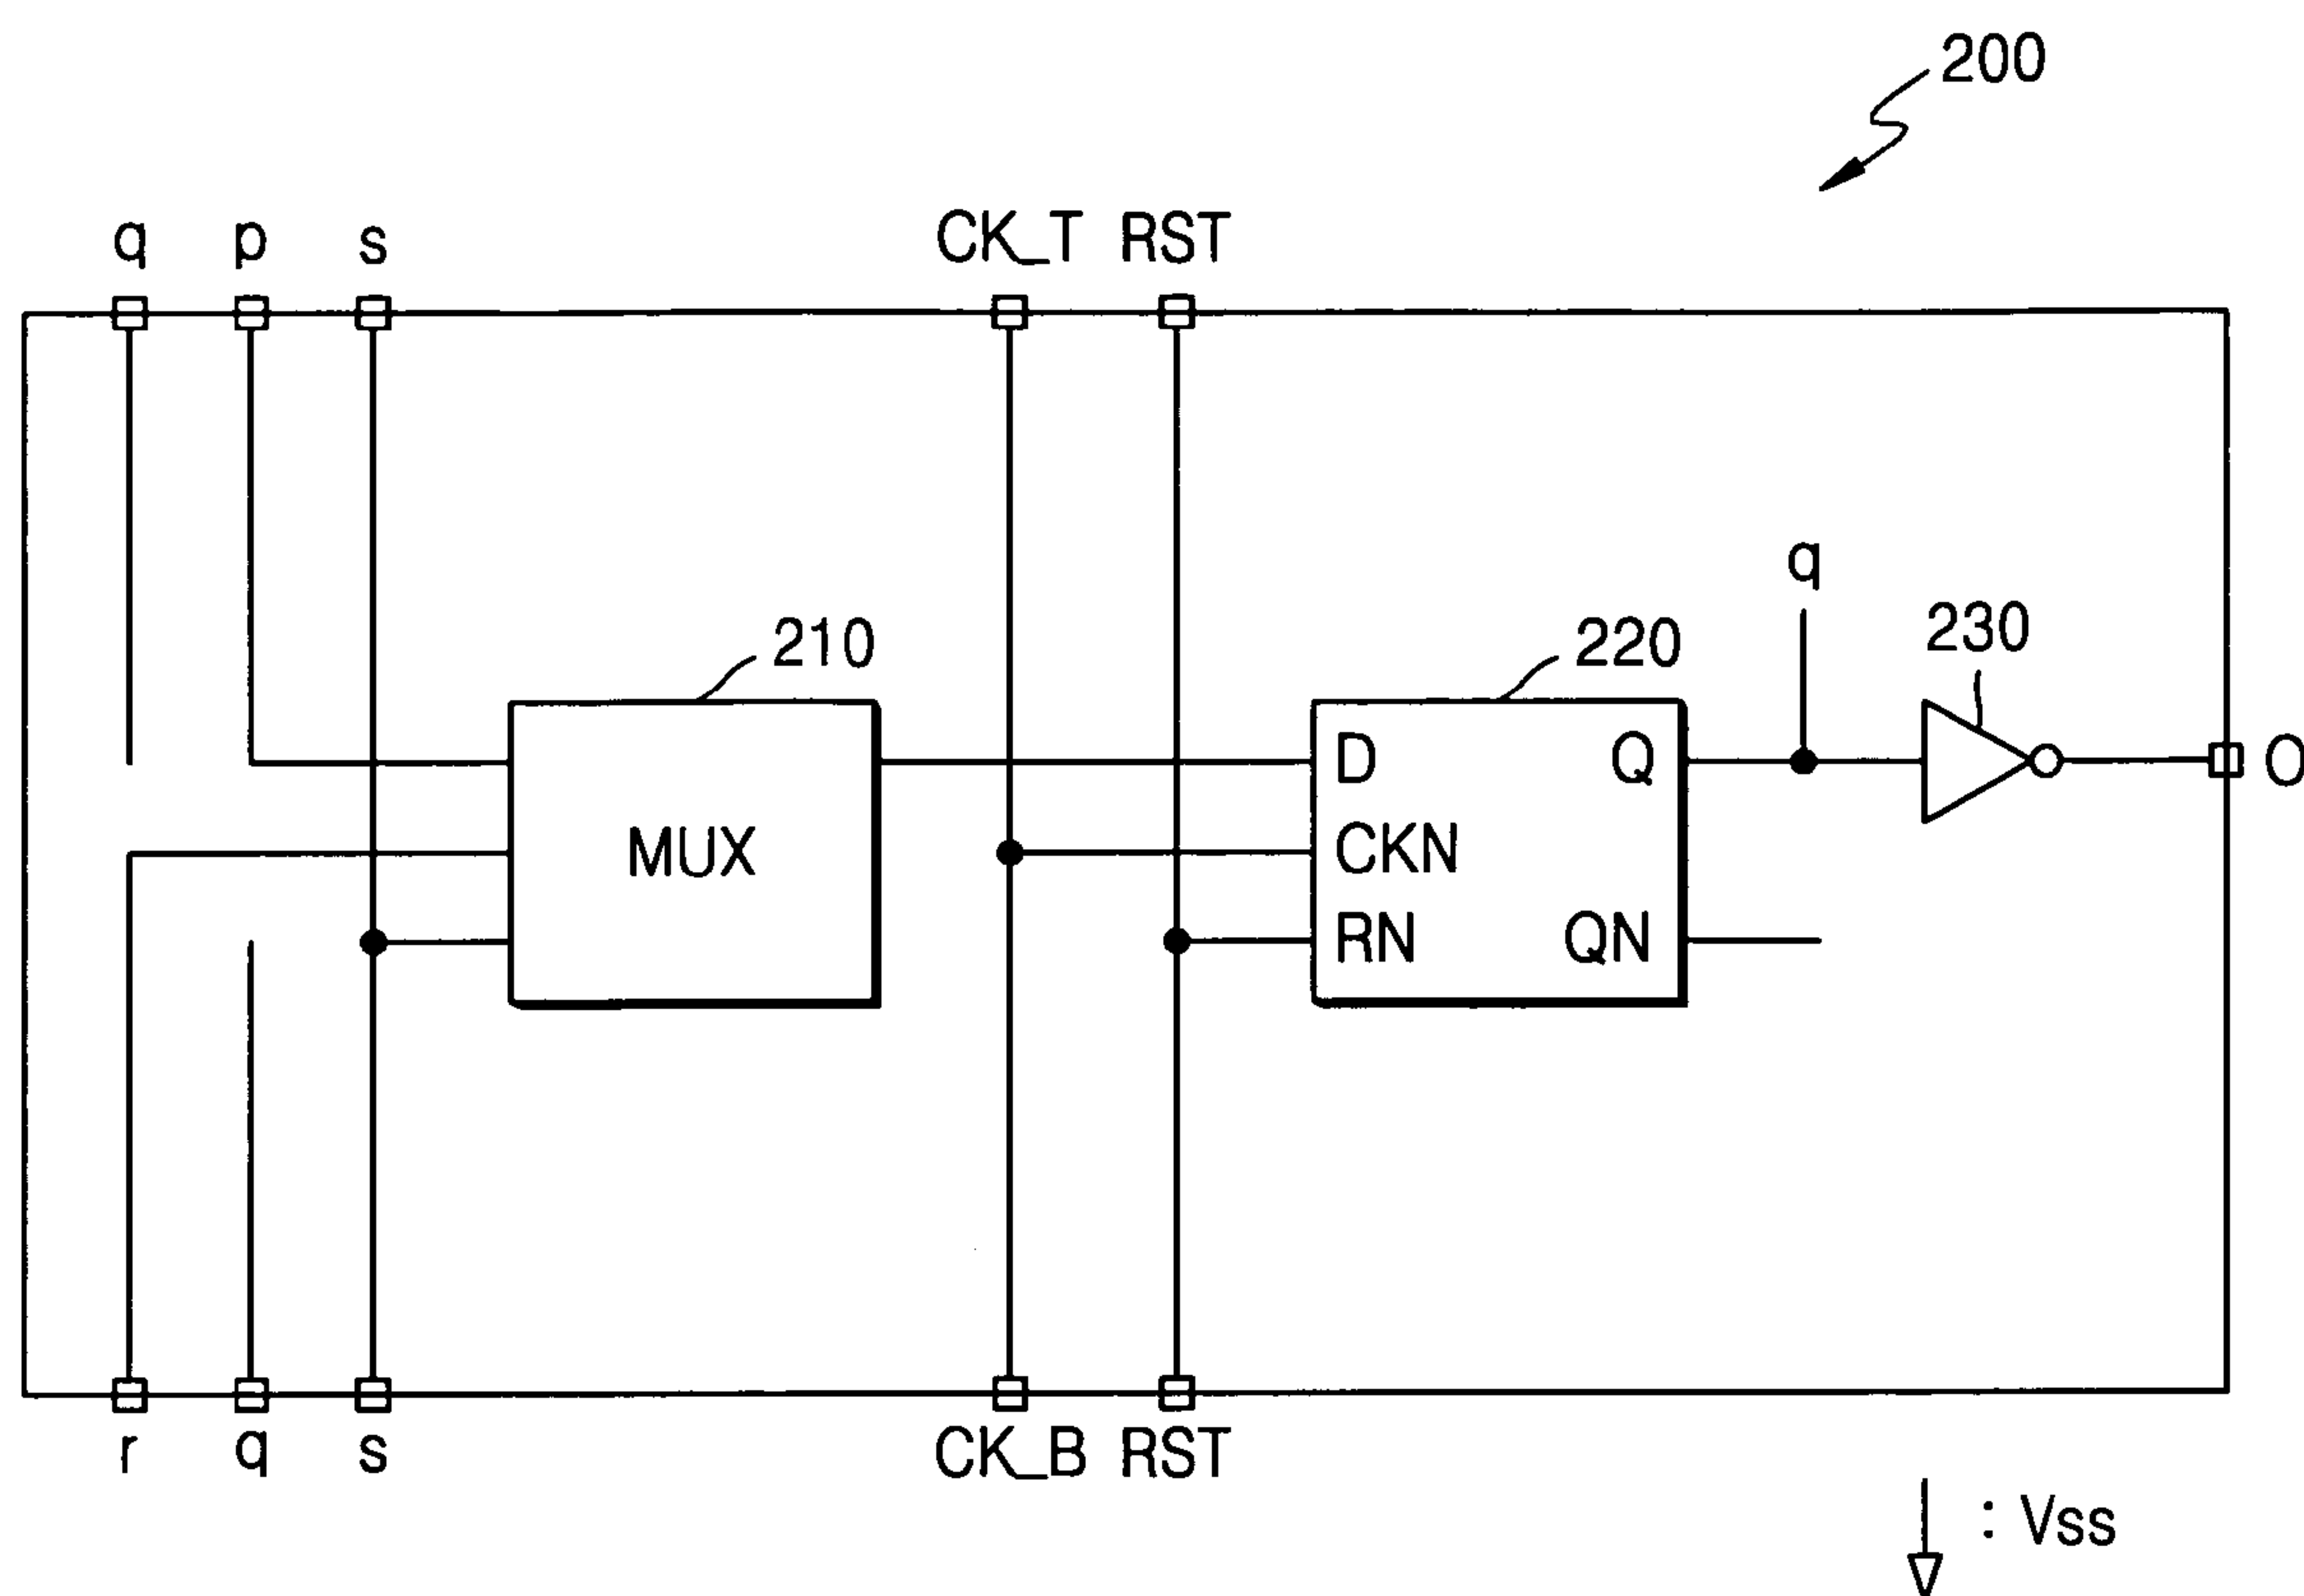 200
q p s CK_T RST
q
210 220 230
D Q
O
MUX CKN
RN QN
r q s CK_B RST
: Vss